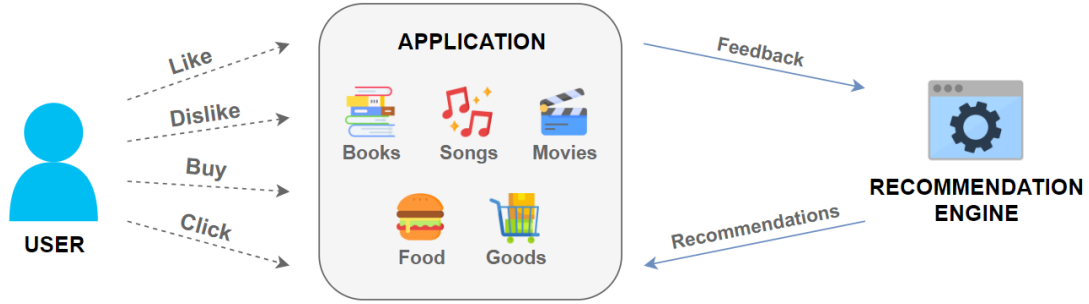 Like
Dislike
Buy
Click
USER
APPLICATION
Books
Songs
Movies
Food
Goods
Feedback
Recommendations
RECOMMENDATION
ENGINE